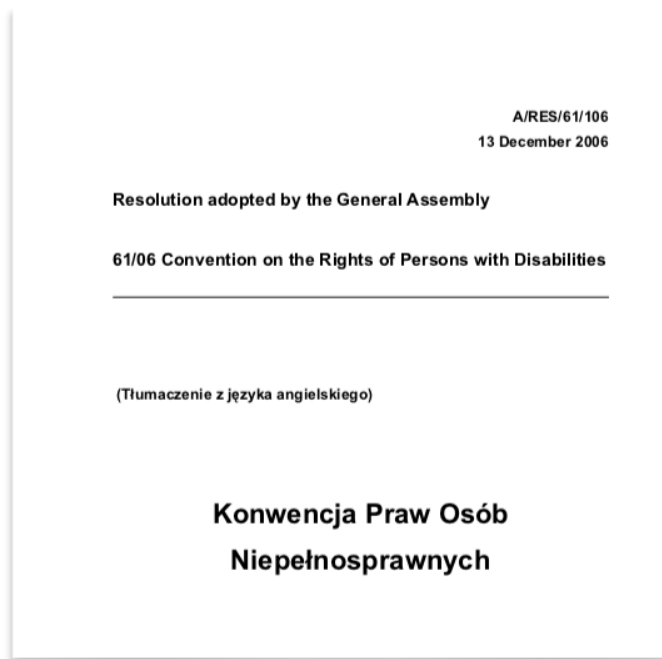 A/RES/61/106
13 December 2006
Resolution adopted by the General Assembly
61/06 Convention on the Rights of Persons with Disabilities
(Tłumaczenie z języka angielskiego)
Konwencja Praw Osób
Niepełnosprawnych